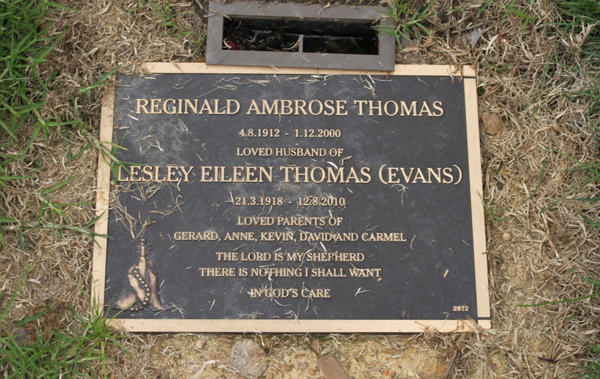 REGINALD AMBROSE THOMAS
4.8.1912 - 1.12.2000
LOVED HUSBAND OF
LESLEY EILEEN THOMAS (EVANS)
21.3.1918 - 12.8.2010
LOVED PARENTS OF
GERARD, ANNE, KEVIN, DAVID AND CARMEL
THE LORD IS MY SHEPHERD
THERE IS NOTHING I SHALL WANT
IN GOD'S CARE
2872